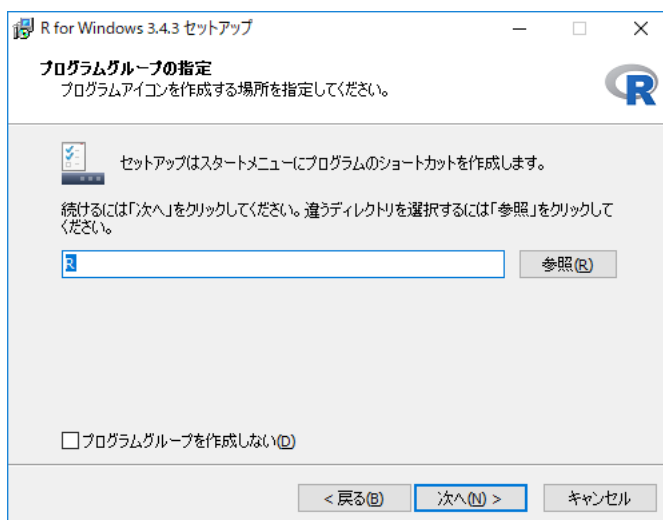 R for Windows 3.4.3 セットアップ
プログラムグループの指定
プログラムアイコンを作成する場所を指定してください。
R
セットアップはスタートメニューにプログラムのショートカットを作成します。
続けるには「次へ」をクリックしてください。違うディレクトリを選択するには「参照」をクリックして
ください。
R
参照(R)
プログラムグループを作成しない(D)
< 戻る(B)
次へ(N) >
キャンセル